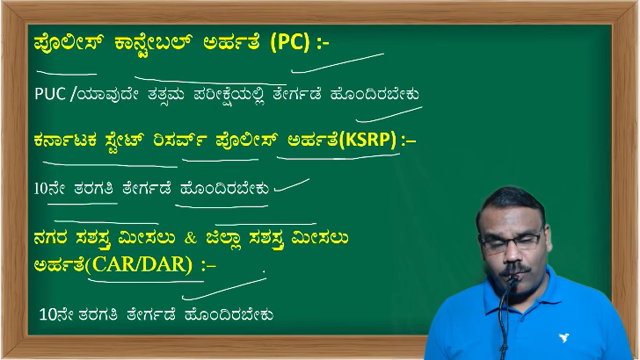 ಪೊಲೀಸ್ ಕಾನ್ಸ್ಟೇಬಲ್ ಅರ್ಹತೆ (PC) :-
PUC /ಯಾವುದೇ ತತ್ಸಮ ಪರೀಕ್ಷೆಯಲ್ಲಿ ತೇರ್ಗಡೆ ಹೊಂದಿರಬೇಕು
ಕರ್ನಾಟಕ ಸ್ಟೇಟ್ ರಿಸರ್ವ್ ಪೊಲೀಸ್ ಅರ್ಹತೆ(KSRP) :–
10ನೇ ತರಗತಿ ತೇರ್ಗಡೆ ಹೊಂದಿರಬೇಕು
ನಗರ ಸಶಸ್ತ್ರ ಮೀಸಲು & ಜಿಲ್ಲಾ ಸಶಸ್ತ್ರ ಮೀಸಲು
ಅರ್ಹತೆ(CAR/DAR) :–
10ನೇ ತರಗತಿ ತೇರ್ಗಡೆ ಹೊಂದಿರಬೇಕು